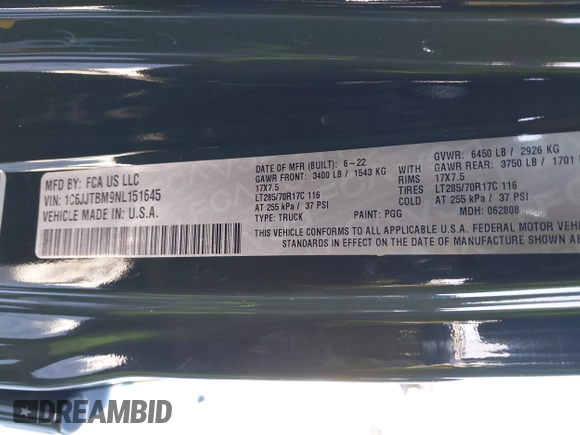 MFD BY: FCA US LLC
VIN: 1C6JJTBM9NL151645
VEHICLE MADE IN U.S.A.
DATE OF MFR (BUILT): 6-22
GAWR FRONT: 3400 LB / 1543 KG
17X7.5
LT285/70R17C 116
AT 255 kPa / 37 PSI
TYPE: TRUCK PAINT: PGG
GVWR: 6450 LB / 2926 KG
GAWR REAR: 3750 LB / 1701
RIMS: 17X7.5
TIRES LT285/70R17C 116
COLD: AT 255 kPa / 37 PSI
MDH: 062808
THIS VEHICLE CONFORMS TO ALL APPLICABLE U.S.A. FEDERAL MOTOR VEHIC
STANDARDS IN EFFECT ON THE DATE OF MANUFACTURE SHOWN AB
DREAMBID